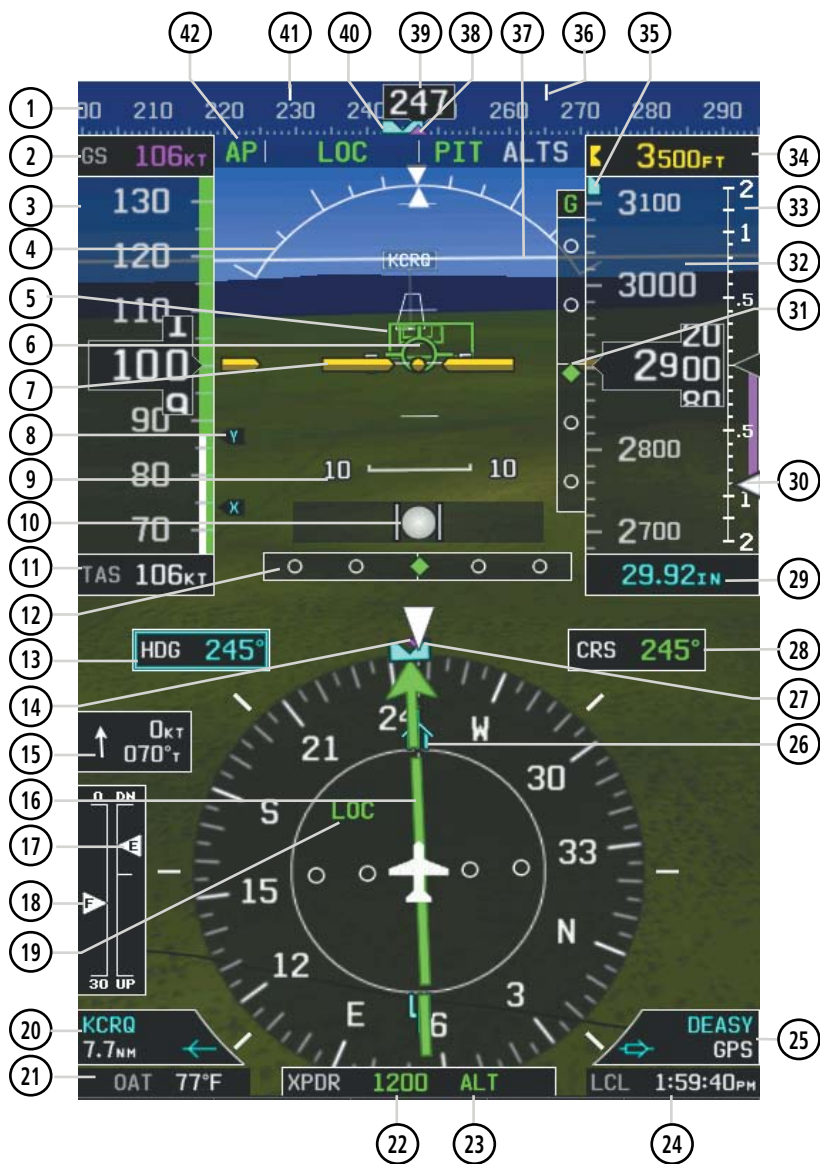 42 41 40 39 38 37 36 35
1 00 210 220 230 240 247 260 270 280 290
2 GS 106KT AP LOC PIT ALTS 3500FT 34
3 130 G 3100 2 33
1
4 120 KCRQ 3000 32
5 110 .5 31
6 1 20
7 100 2900
9 80
8 90 Y .5
9 80 10 10 2800 30
X 1
10 70 2700 2
11 TAS 106KT 29.92IN 29
12
13 HDG 245° CRS 245° 28
14 27
15 0KT 24 W 26
070°T 21 30
16 0 DN S LOC
17 E 33
18 F 15 N
19 30 UP 12 3
E 6
20 KCRQ DEASY 25
7.7NM GPS
21 OAT 77°F XPDR 1200 ALT LCL 1:59:40PM
22 23 24